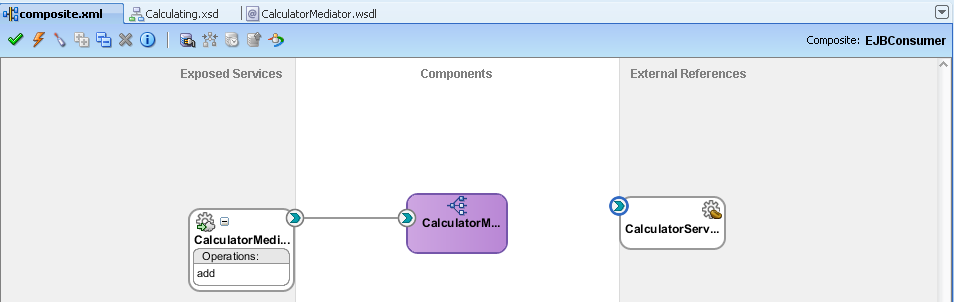 composite.xml
Calculating.xsd
CalculatorMediator.wsdl
Composite: EJBConsumer
Exposed Services
Components
External References
CalculatorMedi...
Operations:
add
CalculatorM...
CalculatorServ...